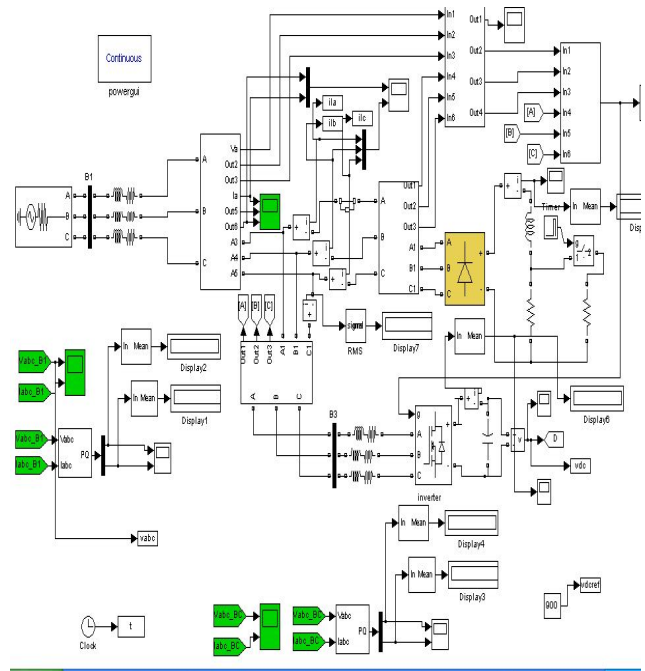 Continuous
powergui
B1
A
B
C
A
B
C
Va
Out2
Out3
Ia
Out5
Out6
A3
A4
A5
ila
ilb
ilc
In1
In2
In3
In4
In5
In6
Out1
Out2
Out3
Out4
In1
In2
In3
In4
In5
In6
[A]
[B]
[C]
A
B
C
Out1
Out2
Out3
A1
B1
C1
A
B
C
Timer
In Mean
[A]
[B]
[C]
Out1
Out2
Out3
A1
B1
C1
A
B
C
signal
RMS
Display7
In Mean
Display6
In Mean
Display2
In Mean
Display1
Vabc_B1
Iabc_B1
Vabc_B1
Iabc_B1
Vabc
Iabc
PQ
vabc
B3
g
A
B
C
inverter
D
vdc
In Mean
Display4
In Mean
Display3
Vabc_BC
Iabc_BC
Vabc_BC
Iabc_BC
Vabc
Iabc
PQ
900
vdcref
Clock
t